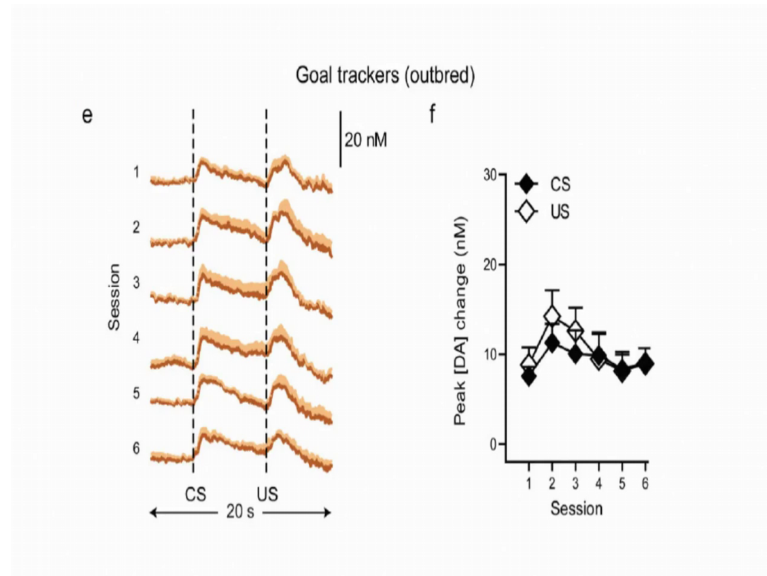 Goal trackers (outbred)
e
f
20 nM
Session
1
2
3
4
5
6
CS
US
20 s
CS
US
Peak [DA] change (nM)
30
20
10
0
1 2 3 4 5 6
Session